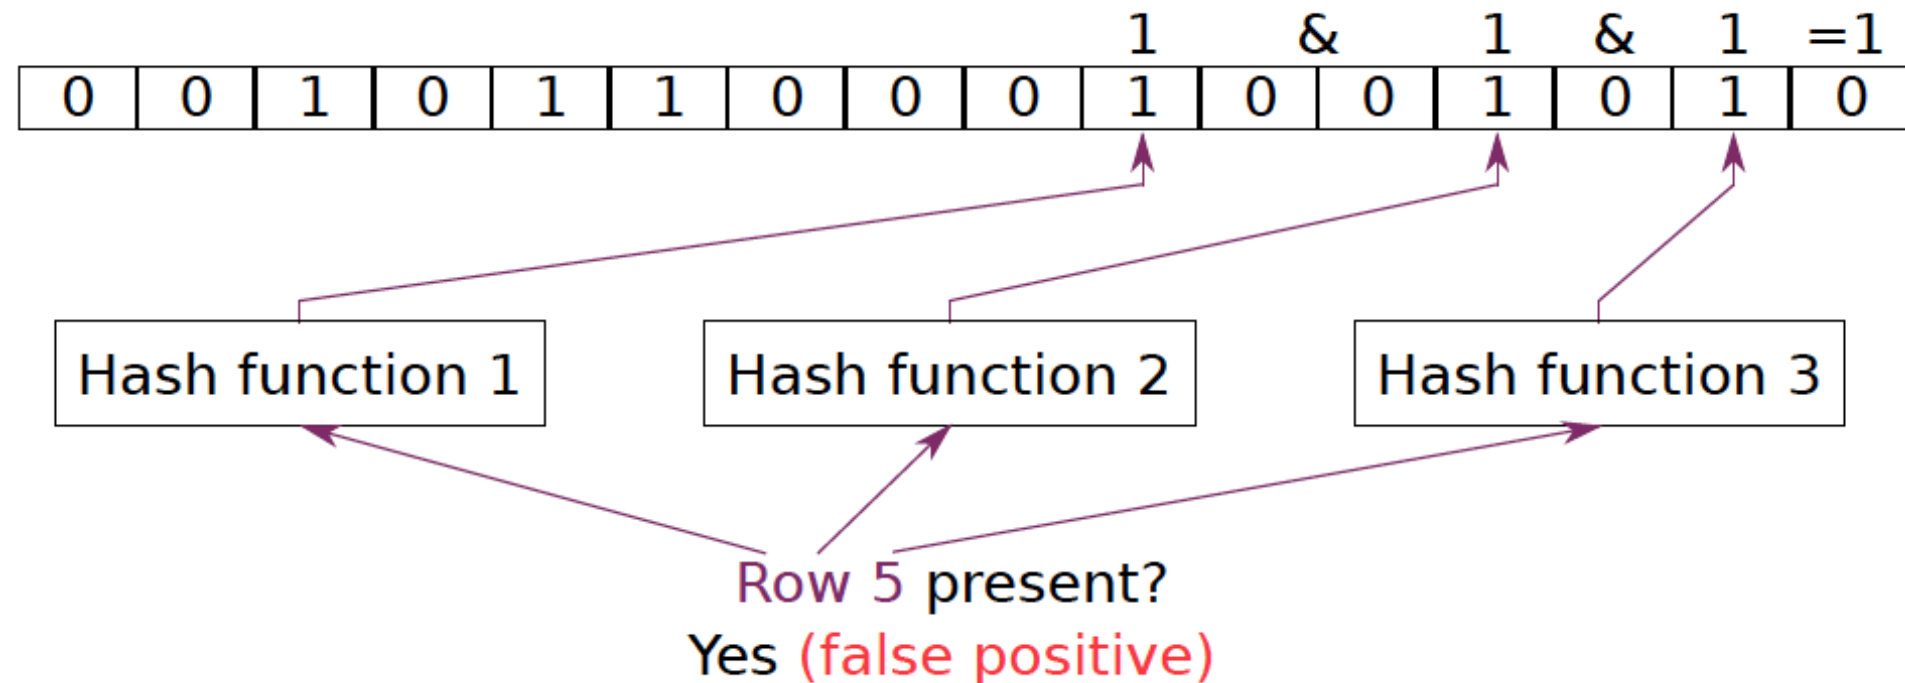 1 & 1 & 1 =1
0 0 1 0 1 1 0 0 0 1 0 0 1 0 1 0
Hash function 1 Hash function 2 Hash function 3
Row 5 present?
Yes (false positive)